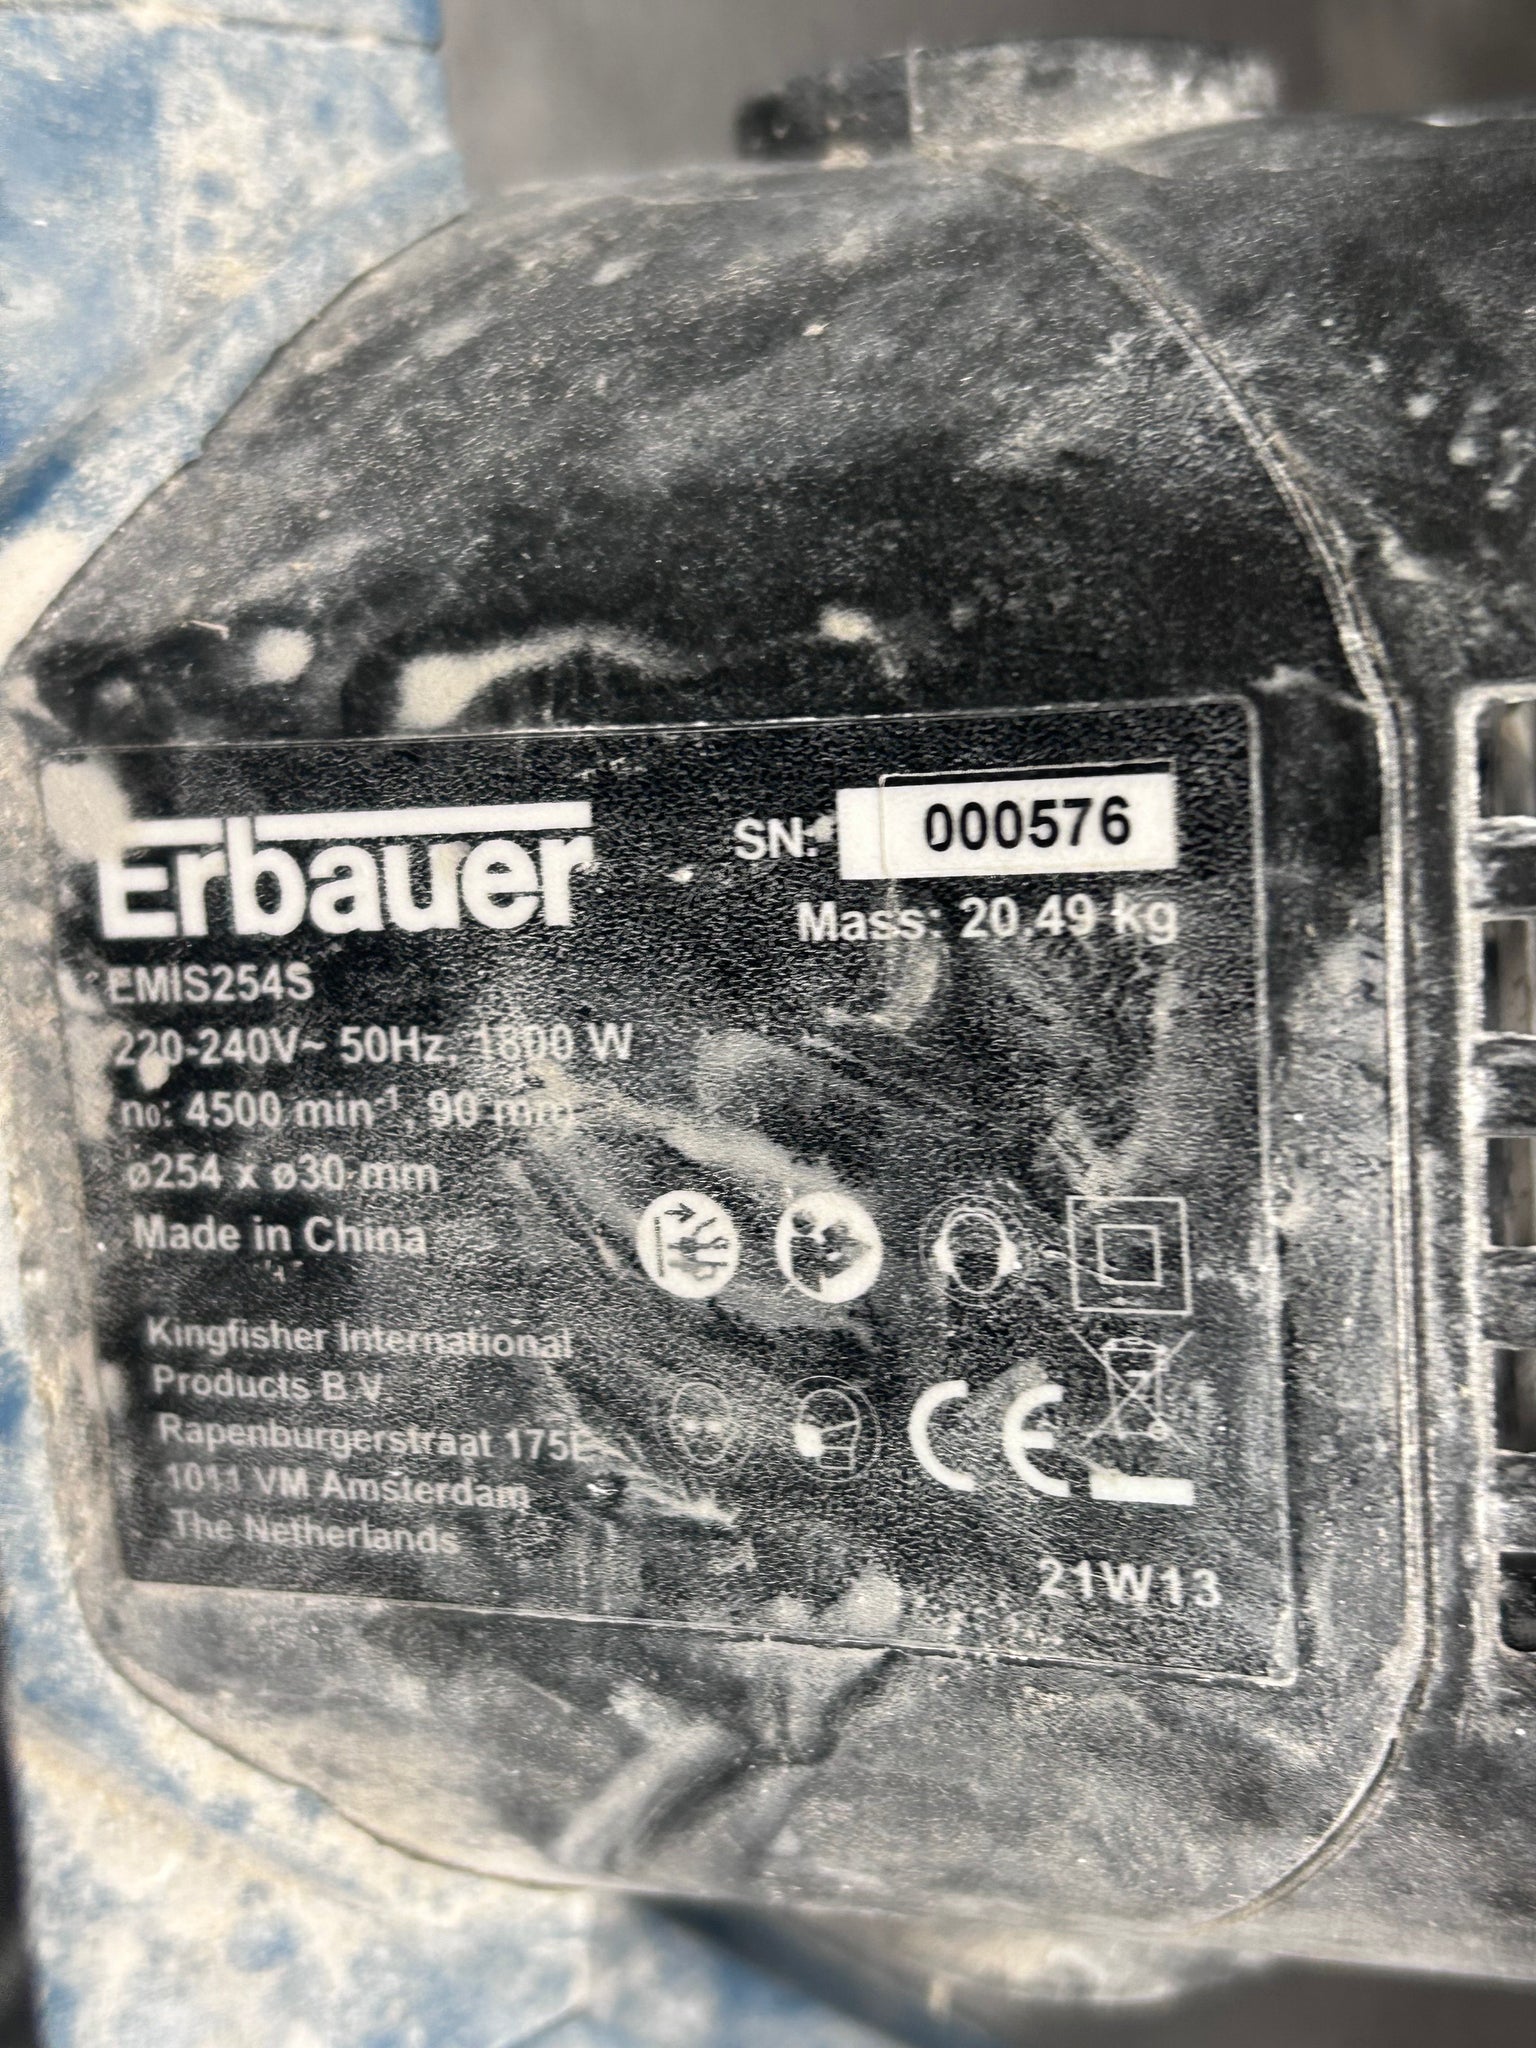 Erbauer
SN: 000576
Mass: 20.49 kg
EMIS254S
220-240V~ 50Hz, 1800 W
n₀: 4500 min⁻¹, 90 mm
ø254 x ø30 mm
Made in China
Kingfisher International
Products B.V
Rapenburgerstraat 175E
1011 VM Amsterdam
The Netherlands
CE
21W13